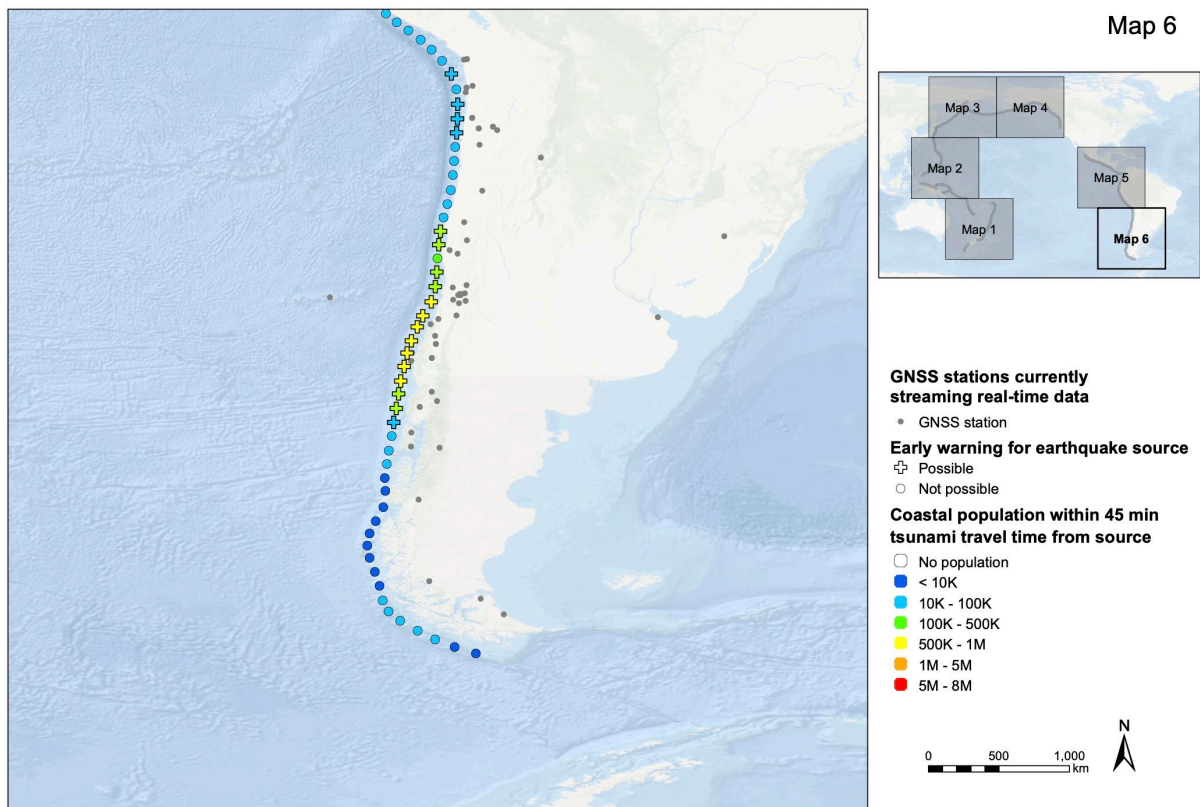 Map 6
Map 3
Map 4
Map 2
Map 5
Map 1
Map 6
GNSS stations currently
streaming real-time data
GNSS station
Early warning for earthquake source
Possible
Not possible
Coastal population within 45 min
tsunami travel time from source
No population
< 10K
10K - 100K
100K - 500K
500K - 1M
1M - 5M
5M - 8M
N
0 500 1,000
km